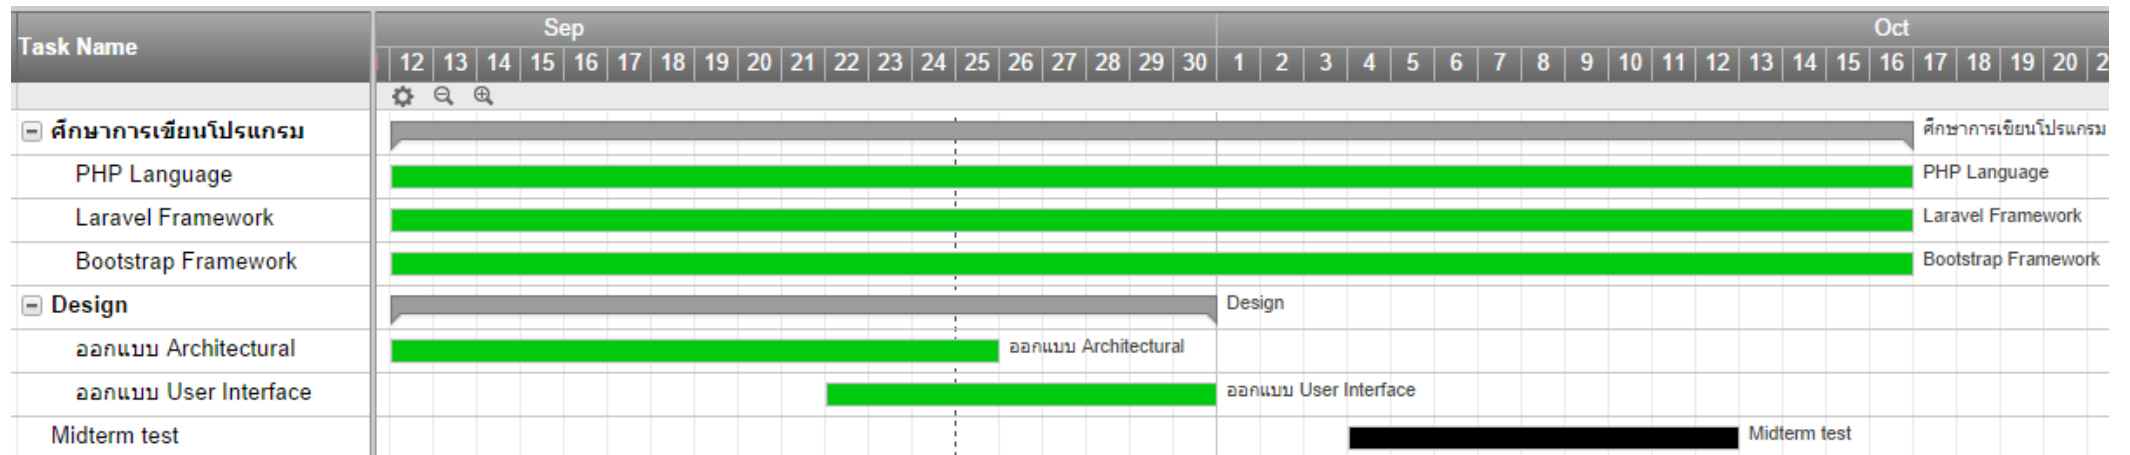 Task Name
Sep Oct
12 13 14 15 16 17 18 19 20 21 22 23 24 25 26 27 28 29 30 1 2 3 4 5 6 7 8 9 10 11 12 13 14 15 16 17 18 19 20 2
ศึกษาการเขียนโปรแกรม ศึกษาการเขียนโปรแกรม
PHP Language PHP Language
Laravel Framework Laravel Framework
Bootstrap Framework Bootstrap Framework
Design Design
ออกแบบ Architectural ออกแบบ Architectural
ออกแบบ User Interface ออกแบบ User Interface
Midterm test Midterm test